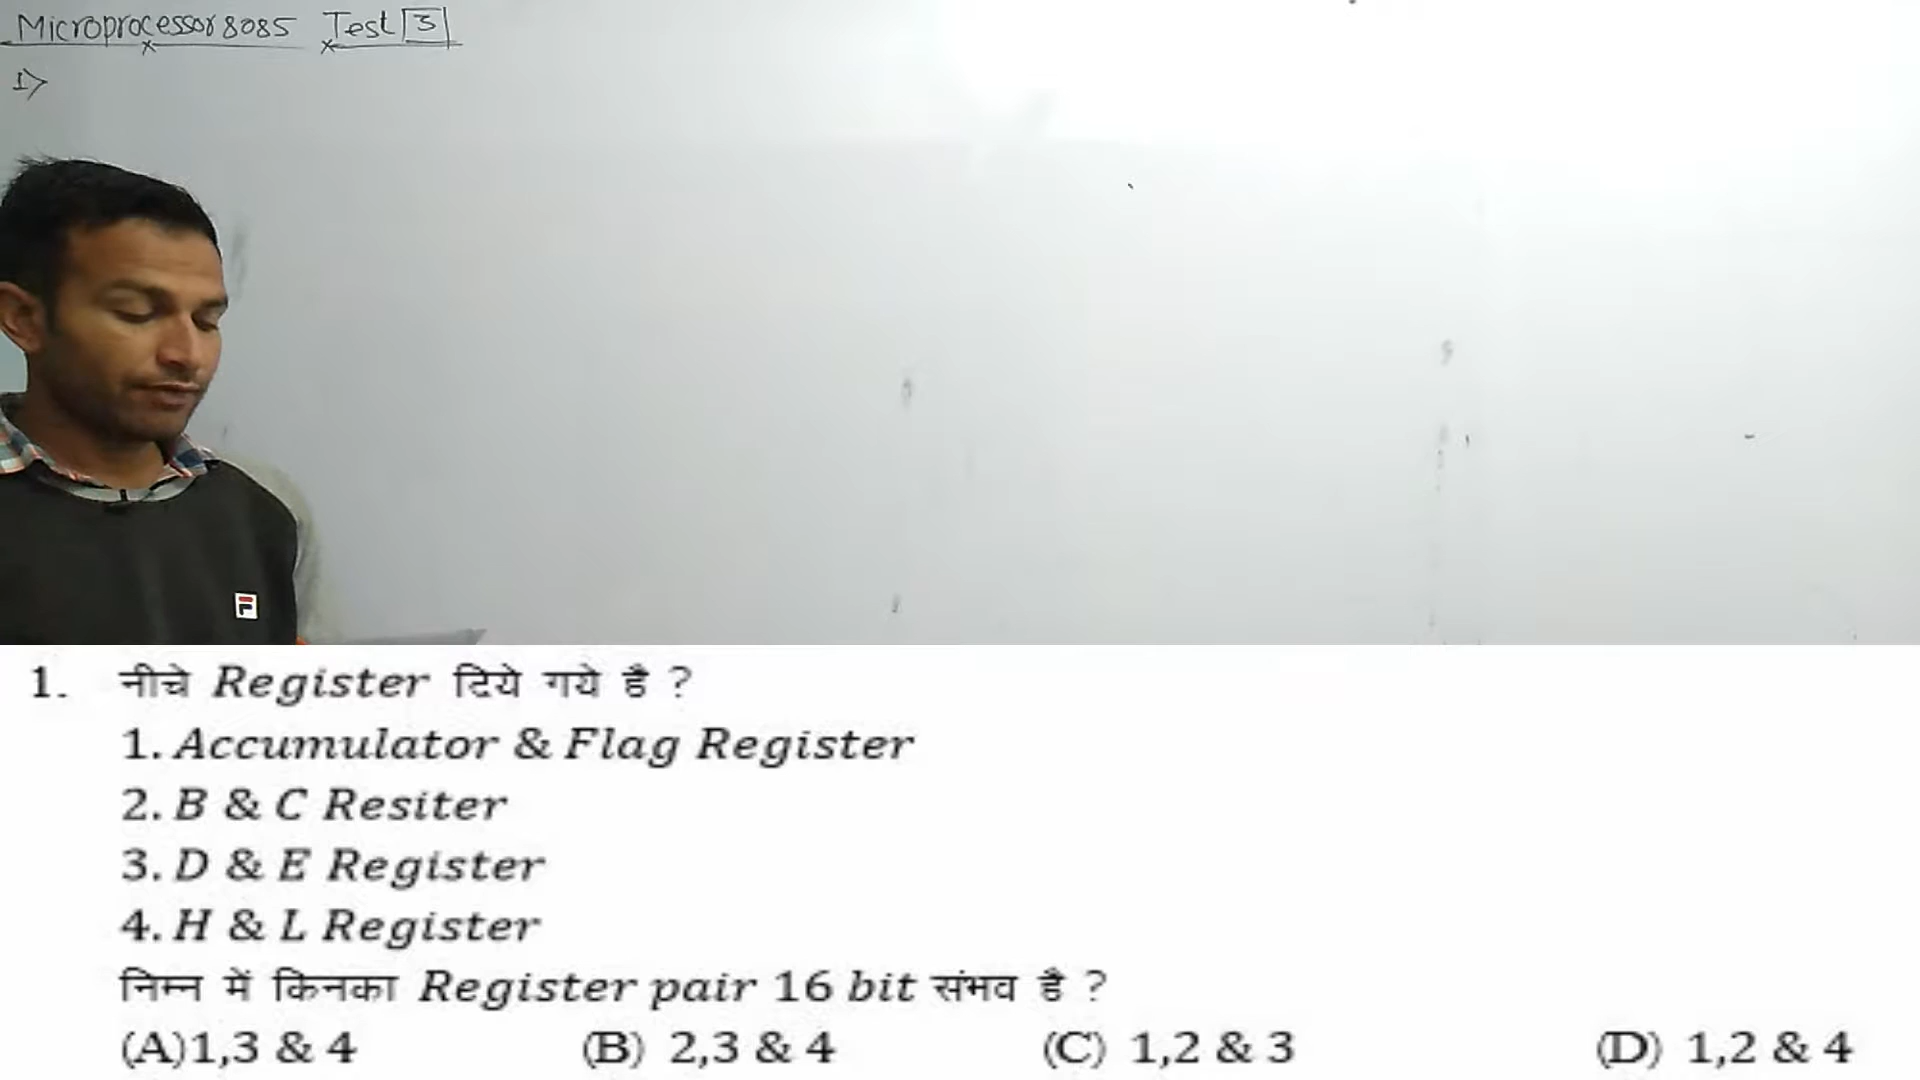 Microprocessor 8085 Test 3
1>
1. नीचे Register दिये गये है ?
1. Accumulator & Flag Register
2. B & C Resiter
3. D & E Register
4. H & L Register
निम्न में किनका Register pair 16 bit संभव है ?
(A)1,3 & 4 (B) 2,3 & 4 (C) 1,2 & 3 (D) 1,2 & 4